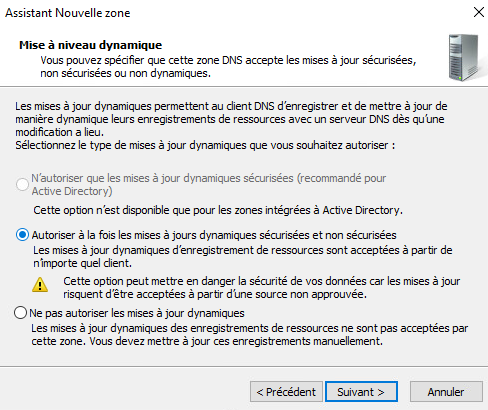 Assistant Nouvelle zone
Mise à niveau dynamique
Vous pouvez spécifier que cette zone DNS accepte les mises à jour sécurisées,
non sécurisées ou non dynamiques.
Les mises à jour dynamiques permettent au client DNS d'enregistrer et de mettre à jour de
manière dynamique leurs enregistrements de ressources avec un serveur DNS dès qu'une
modification a lieu.
Sélectionnez le type de mises à jour dynamiques que vous souhaitez autoriser :
N'autoriser que les mises à jour dynamiques sécurisées (recommandé pour
Active Directory)
Cette option n'est disponible que pour les zones intégrées à Active Directory.
Autoriser à la fois les mises à jours dynamiques sécurisées et non sécurisées
Les mises à jour dynamiques d'enregistrement de ressources sont acceptées à partir de
n'importe quel client.
Cette option peut mettre en danger la sécurité de vos données car les mises à jour
risquent d'être acceptées à partir d'une source non approuvée.
Ne pas autoriser les mises à jour dynamiques
Les mises à jour dynamiques des enregistrements de ressources ne sont pas acceptées par
cette zone. Vous devez mettre à jour ces enregistrements manuellement.
< Précédent
Suivant >
Annuler